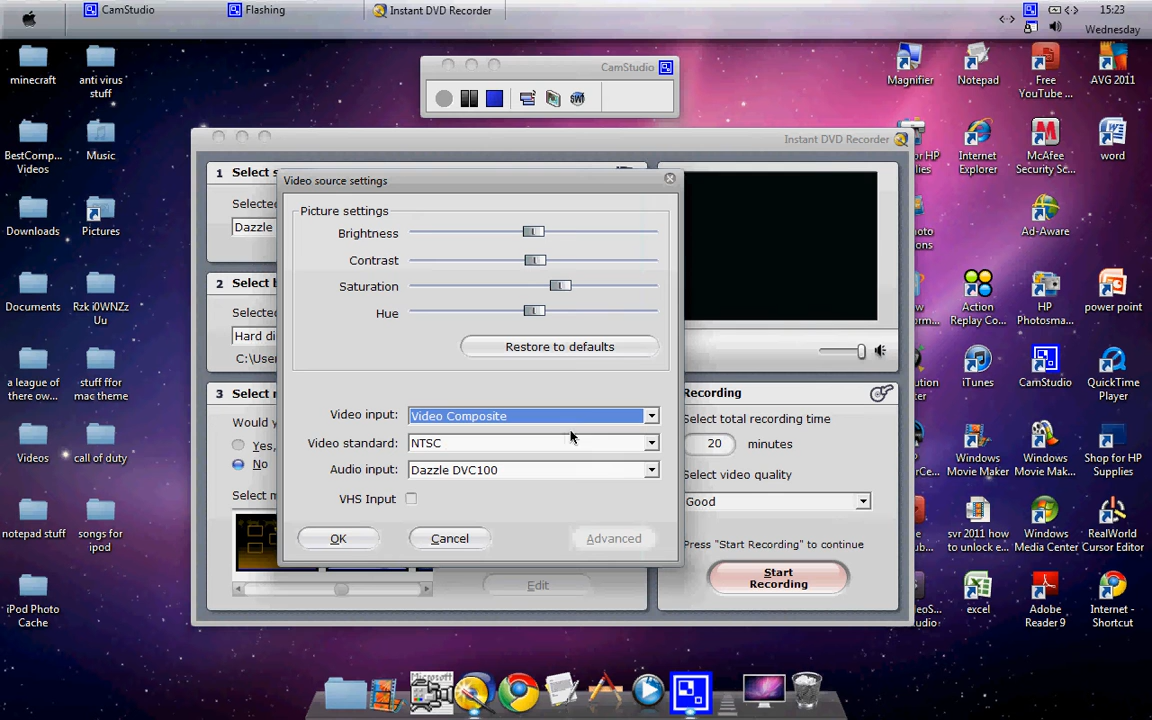 CamStudio
Flashing
Instant DVD Recorder
15:23
Wednesday
minecraft
anti virus
stuff
BestComp...
Videos
Music
Downloads
Pictures
Documents
Rzk i0WNZz
Uu
a league of
there ow...
stuff ffor
mac theme
Videos
call of duty
notepad stuff
songs for
ipod
iPod Photo
Cache
CamStudio
SWF
Instant DVD Recorder
1 Select s
Selected
Dazzle
2 Select
Selected
Hard di
C:\User
3 Select
Would y
Yes,
No
Select m
Edit
Video source settings
Picture settings
Brightness
Contrast
Saturation
Hue
Restore to defaults
Video input:
Video Composite
Video standard:
NTSC
Audio input:
Dazzle DVC100
VHS Input
OK
Cancel
Advanced
Recording
Select total recording time
20
minutes
Select video quality
Good
Press "Start Recording" to continue
Start
Recording
Magnifier
Notepad
Free
YouTube ...
AVG 2011
or HP
plies
Internet
Explorer
McAfee
Security Sc...
word
Ad-Aware
Action
Replay Co...
HP
Photosma...
power point
iTunes
CamStudio
QuickTime
Player
Windows
Movie Maker
Windows
Movie Mak...
Shop for HP
Supplies
svr 2011 how
to unlock e...
Windows
Media Center
RealWorld
Cursor Editor
excel
Adobe
Reader 9
Internet -
Shortcut
Microsoft